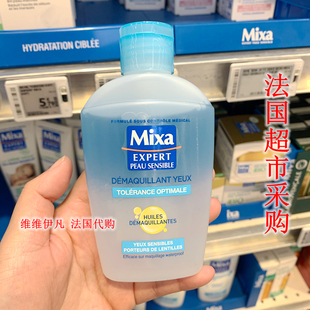 HYDRATATION CIBLÉE
Mixa
FORMULÉ SOUS CONTRÔLE MÉDICAL
Mixa
EXPERT
PEAU SENSIBLE
DÉMAQUILLANT YEUX
TOLÉRANCE OPTIMALE
HUILES
DÉMAQUILLANTES
YEUX SENSIBLES
PORTEURS DE LENTILLES
Efficace sur maquillage waterproof
法国超市采购
维维伊凡 法国代购